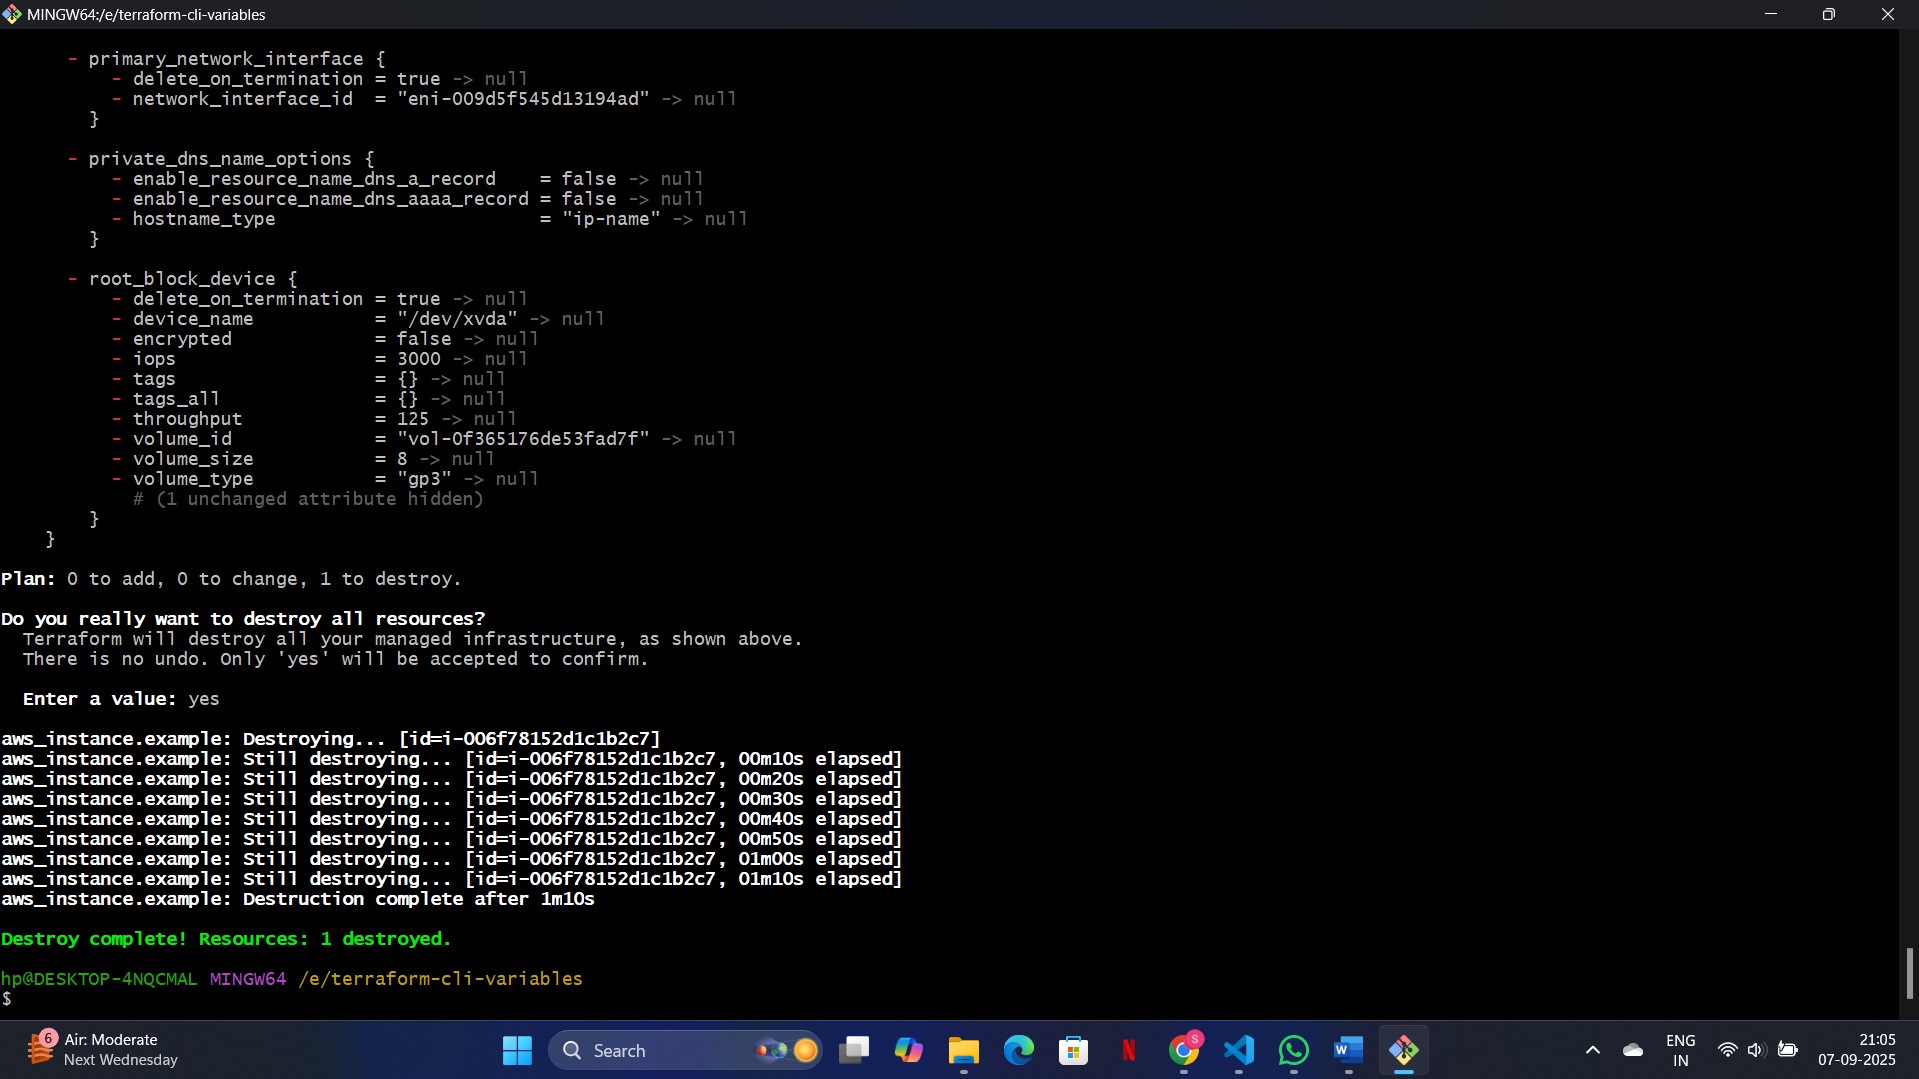 MINGW64:/e/terraform-cli-variables
- primary_network_interface {
- delete_on_termination = true -> null
- network_interface_id = "eni-009d5f545d13194ad" -> null
}
- private_dns_name_options {
- enable_resource_name_dns_a_record = false -> null
- enable_resource_name_dns_aaaa_record = false -> null
- hostname_type = "ip-name" -> null
}
- root_block_device {
- delete_on_termination = true -> null
- device_name = "/dev/xvda" -> null
- encrypted = false -> null
- iops = 3000 -> null
- tags = {} -> null
- tags_all = {} -> null
- throughput = 125 -> null
- volume_id = "vol-0f365176de53fad7f" -> null
- volume_size = 8 -> null
- volume_type = "gp3" -> null
# (1 unchanged attribute hidden)
}
}
Plan: 0 to add, 0 to change, 1 to destroy.
Do you really want to destroy all resources?
Terraform will destroy all your managed infrastructure, as shown above.
There is no undo. Only 'yes' will be accepted to confirm.
Enter a value: yes
aws_instance.example: Destroying... [id=i-006f78152d1c1b2c7]
aws_instance.example: Still destroying... [id=i-006f78152d1c1b2c7, 00m10s elapsed]
aws_instance.example: Still destroying... [id=i-006f78152d1c1b2c7, 00m20s elapsed]
aws_instance.example: Still destroying... [id=i-006f78152d1c1b2c7, 00m30s elapsed]
aws_instance.example: Still destroying... [id=i-006f78152d1c1b2c7, 00m40s elapsed]
aws_instance.example: Still destroying... [id=i-006f78152d1c1b2c7, 00m50s elapsed]
aws_instance.example: Still destroying... [id=i-006f78152d1c1b2c7, 01m00s elapsed]
aws_instance.example: Still destroying... [id=i-006f78152d1c1b2c7, 01m10s elapsed]
aws_instance.example: Destruction complete after 1m10s
Destroy complete! Resources: 1 destroyed.
hp@DESKTOP-4NQCMAL MINGW64 /e/terraform-cli-variables
$
6
Air: Moderate
Next Wednesday
Search
N
S
W
ENG
IN
21:05
07-09-2025